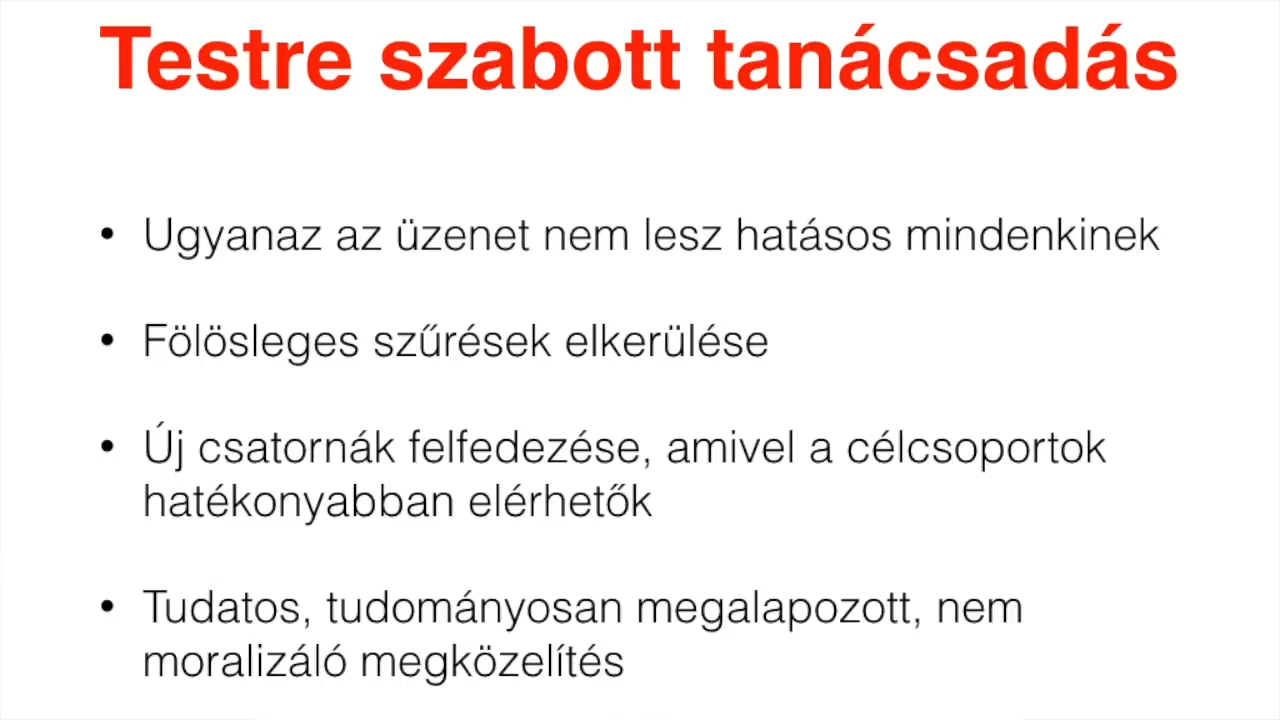 Testre szabott tanácsadás
• Ugyanaz az üzenet nem lesz hatásos mindenkinek
• Fölösleges szűrések elkerülése
• Új csatornák felfedezése, amivel a célcsoportok
hatékonyabban elérhetők
• Tudatos, tudományosan megalapozott, nem
moralizáló megközelítés